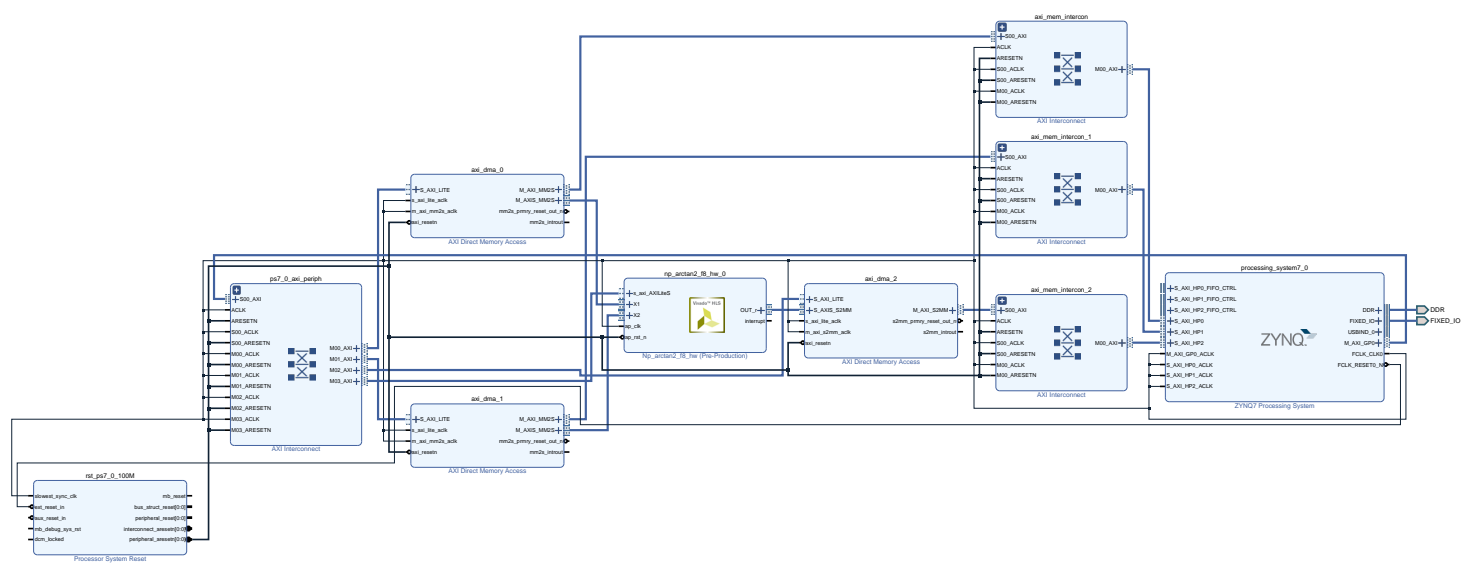 axi_mem_intercon
S00_AXI
ACLK
ARESETN
S00_ACLK
S00_ARESETN
M00_ACLK
M00_ARESETN
M00_AXI
AXI Interconnect
axi_mem_intercon_1
S00_AXI
ACLK
ARESETN
S00_ACLK
S00_ARESETN
M00_ACLK
M00_ARESETN
M00_AXI
AXI Interconnect
axi_dma_0
S_AXI_LITE
s_axi_lite_aclk
m_axi_mm2s_aclk
axi_resetn
M_AXI_MM2S
M_AXIS_MM2S
mm2s_prmry_reset_out_n
mm2s_introut
AXI Direct Memory Access
ps7_0_axi_periph
S00_AXI
ACLK
ARESETN
S00_ACLK
S00_ARESETN
M00_ACLK
M00_ARESETN
M01_ACLK
M01_ARESETN
M02_ACLK
M02_ARESETN
M03_ACLK
M03_ARESETN
M00_AXI
M01_AXI
M02_AXI
M03_AXI
AXI Interconnect
np_arctan2_f8_hw_0
s_axi_AXILiteS
X1
X2
ap_clk
ap_rst_n
Vivado™ HLS
OUT_r
interrupt
Np_arctan2_f8_hw (Pre-Production)
axi_dma_2
S_AXI_LITE
S_AXIS_S2MM
s_axi_lite_aclk
m_axi_s2mm_aclk
axi_resetn
M_AXI_S2MM
s2mm_prmry_reset_out_n
s2mm_introut
AXI Direct Memory Access
axi_mem_intercon_2
S00_AXI
ACLK
ARESETN
S00_ACLK
S00_ARESETN
M00_ACLK
M00_ARESETN
M00_AXI
AXI Interconnect
processing_system7_0
S_AXI_HP0_FIFO_CTRL
S_AXI_HP1_FIFO_CTRL
S_AXI_HP2_FIFO_CTRL
S_AXI_HP0
S_AXI_HP1
S_AXI_HP2
M_AXI_GP0_ACLK
S_AXI_HP0_ACLK
S_AXI_HP1_ACLK
S_AXI_HP2_ACLK
ZYNQ
DDR
FIXED_IO
USBIND_0
M_AXI_GP0
FCLK_CLK0
FCLK_RESET0_N
ZYNQ7 Processing System
DDR
FIXED_IO
axi_dma_1
S_AXI_LITE
s_axi_lite_aclk
m_axi_mm2s_aclk
axi_resetn
M_AXI_MM2S
M_AXIS_MM2S
mm2s_prmry_reset_out_n
mm2s_introut
AXI Direct Memory Access
rst_ps7_0_100M
slowest_sync_clk
ext_reset_in
aux_reset_in
mb_debug_sys_rst
dcm_locked
mb_reset
bus_struct_reset[0:0]
peripheral_reset[0:0]
interconnect_aresetn[0:0]
peripheral_aresetn[0:0]
Processor System Reset